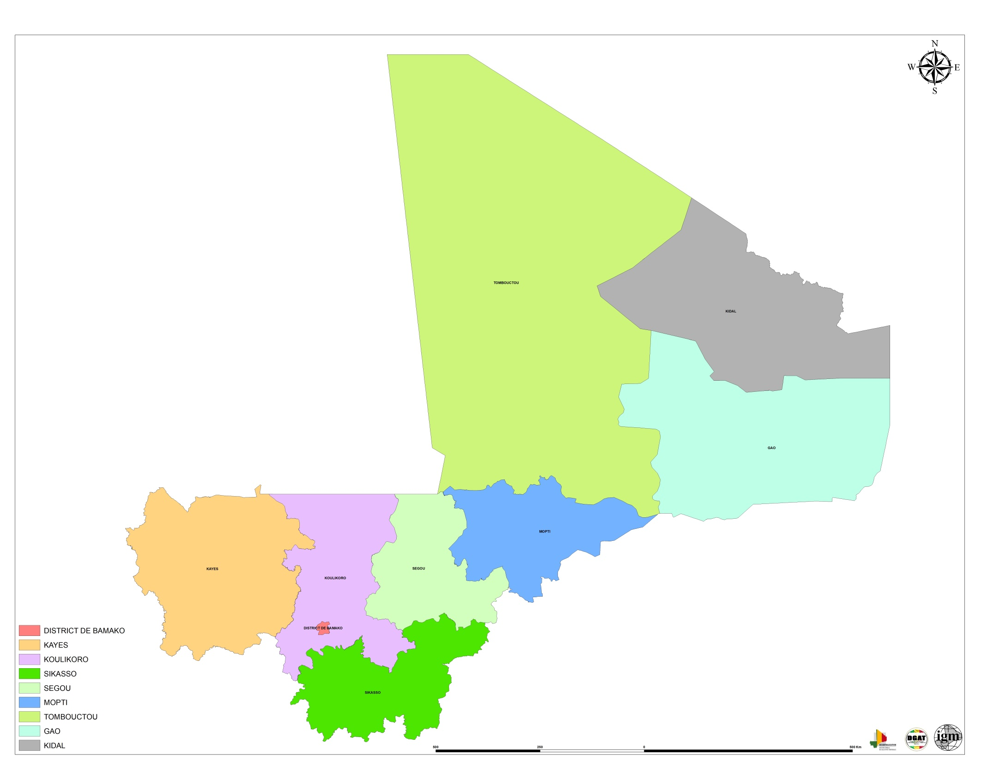 N
W E
S
TOMBOUCTOU
KIDAL
GAO
MOPTI
KAYES
SEGOU
KOULIKORO
DISTRICT DE BAMAKO
SIKASSO
DISTRICT DE BAMAKO
KAYES
KOULIKORO
SIKASSO
SEGOU
MOPTI
TOMBOUCTOU
GAO
KIDAL
500 250 0 500 Km
DECENTRALISATION
DGAT
igm